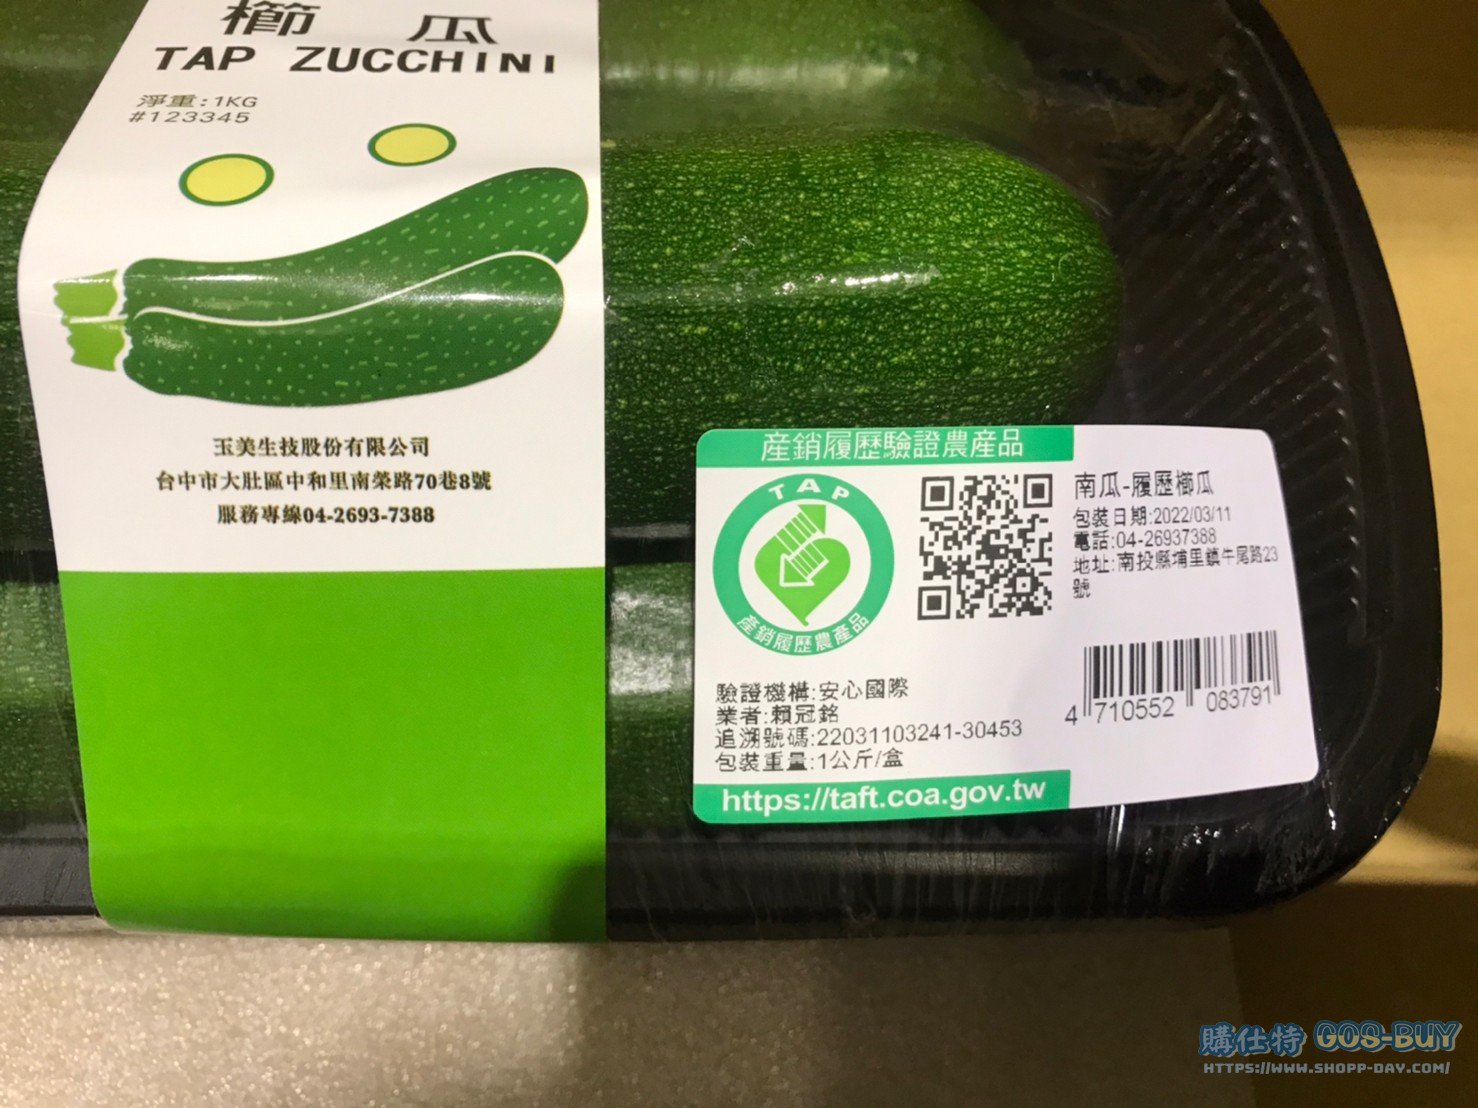 櫛 瓜
TAP ZUCCHINI
淨重:1KG
#123345
玉美生技股份有限公司
台中市大肚區中和里南榮路70巷8號
服務專線04-2693-7388
產銷履歷驗證農產品
TAP
產銷履歷農產品
南瓜-履歷櫛瓜
包裝日期:2022/03/11
電話:04-26937388
地址:南投縣埔里鎮牛尾路23
號
驗證機構:安心國際
業者:賴冠銘
追溯號碼:22031103241-30453
包裝重量:1公斤/盒
4 710552 083791
https://taft.coa.gov.tw
購仕特 GOS-BUY
HTTPS://WWW.SHOPP-DAY.COM/